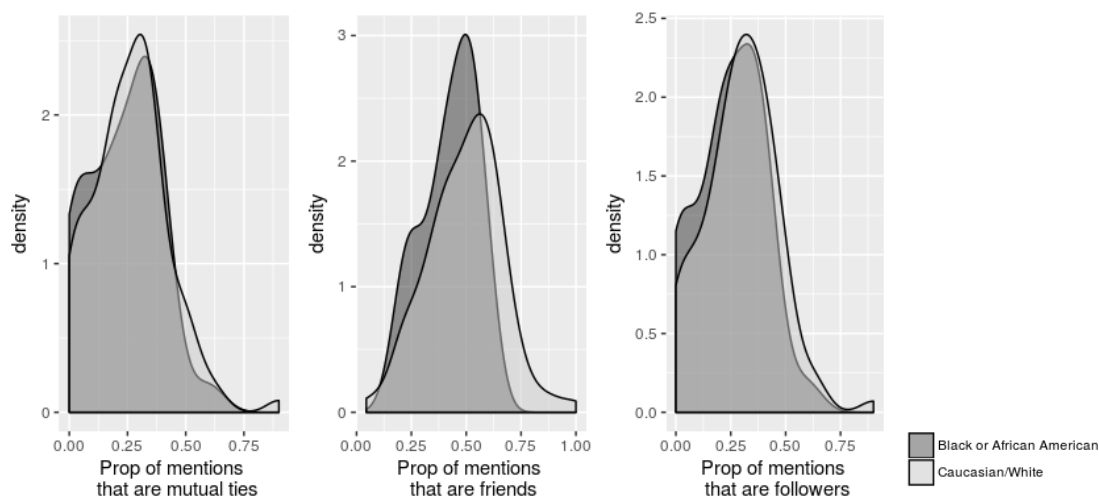 density
2
1
0
0.00 0.25 0.50 0.75
Prop of mentions
that are mutual ties
density
3
2
1
0
0.00 0.25 0.50 0.75 1.00
Prop of mentions
that are friends
density
2.5
2.0
1.5
1.0
0.5
0.0
0.00 0.25 0.50 0.75
Prop of mentions
that are followers
Black or African American
Caucasian/White